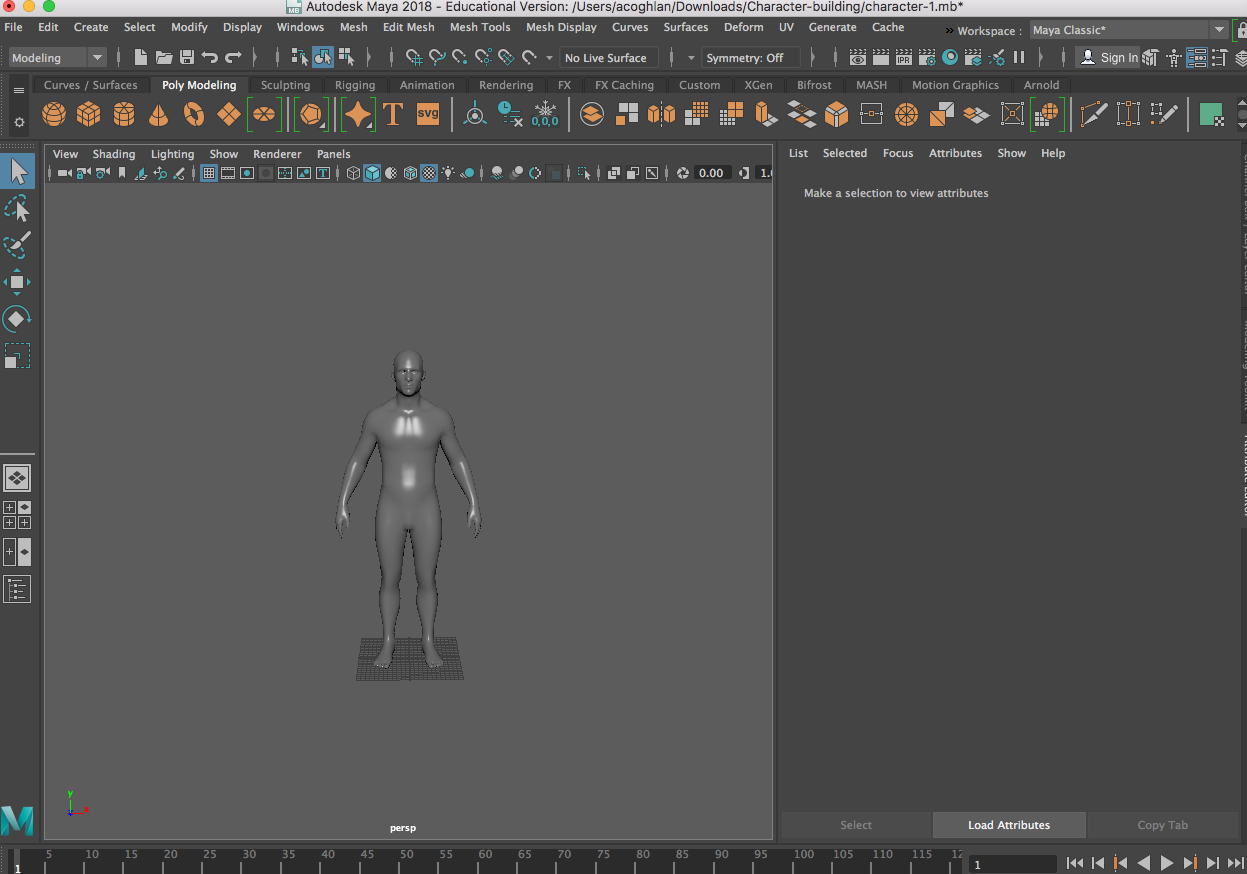 Autodesk Maya 2018 - Educational Version: /Users/acoghlan/Downloads/Character-building/character-1.mb*
File Edit Create Select Modify Display Windows Mesh Edit Mesh Mesh Tools Mesh Display Curves Surfaces Deform UV Generate Cache » Workspace : Maya Classic*
Modeling No Live Surface Symmetry: Off IPR Sign In
Curves / Surfaces Poly Modeling Sculpting Rigging Animation Rendering FX FX Caching Custom XGen Bifrost MASH Motion Graphics Arnold
T SVG 0,0,0
View Shading Lighting Show Renderer Panels
List Selected Focus Attributes Show Help
0.00
Make a selection to view attributes
y
persp
Select Load Attributes Copy Tab
5 10 15 20 25 30 35 40 45 50 55 60 65 70 75 80 85 90 95 100 105 110 115 12
1 1